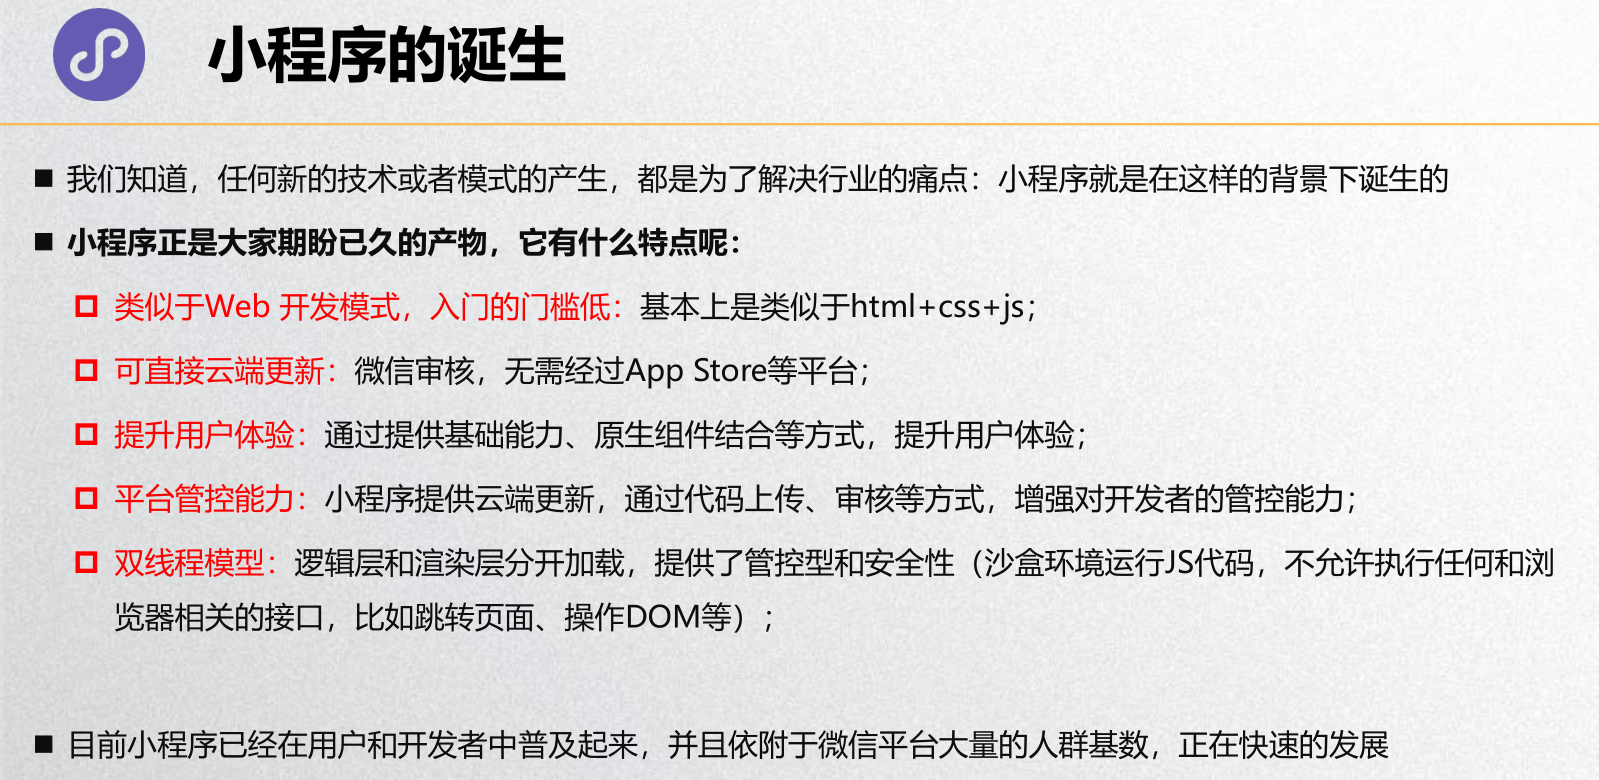 小程序的诞生
我们知道，任何新的技术或者模式的产生，都是为了解决行业的痛点：小程序就是在这样的背景下诞生的
小程序正是大家期盼已久的产物，它有什么特点呢：
类似于Web 开发模式，入门的门槛低：基本上是类似于html+css+js；
可直接云端更新：微信审核，无需经过App Store等平台；
提升用户体验：通过提供基础能力、原生组件结合等方式，提升用户体验；
平台管控能力：小程序提供云端更新，通过代码上传、审核等方式，增强对开发者的管控能力；
双线程模型：逻辑层和渲染层分开加载，提供了管控型和安全性（沙盒环境运行JS代码，不允许执行任何和浏
览器相关的接口，比如跳转页面、操作DOM等）；
目前小程序已经在用户和开发者中普及起来，并且依附于微信平台大量的人群基数，正在快速的发展